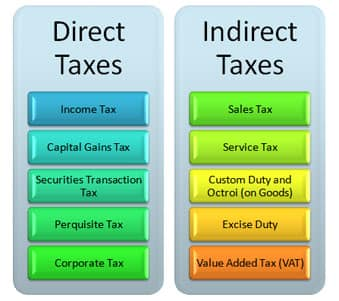 Direct
Taxes
Income Tax
Capital Gains Tax
Securities Transaction
Tax
Perquisite Tax
Corporate Tax
Indirect
Taxes
Sales Tax
Service Tax
Custom Duty and
Octroi (on Goods)
Excise Duty
Value Added Tax (VAT)